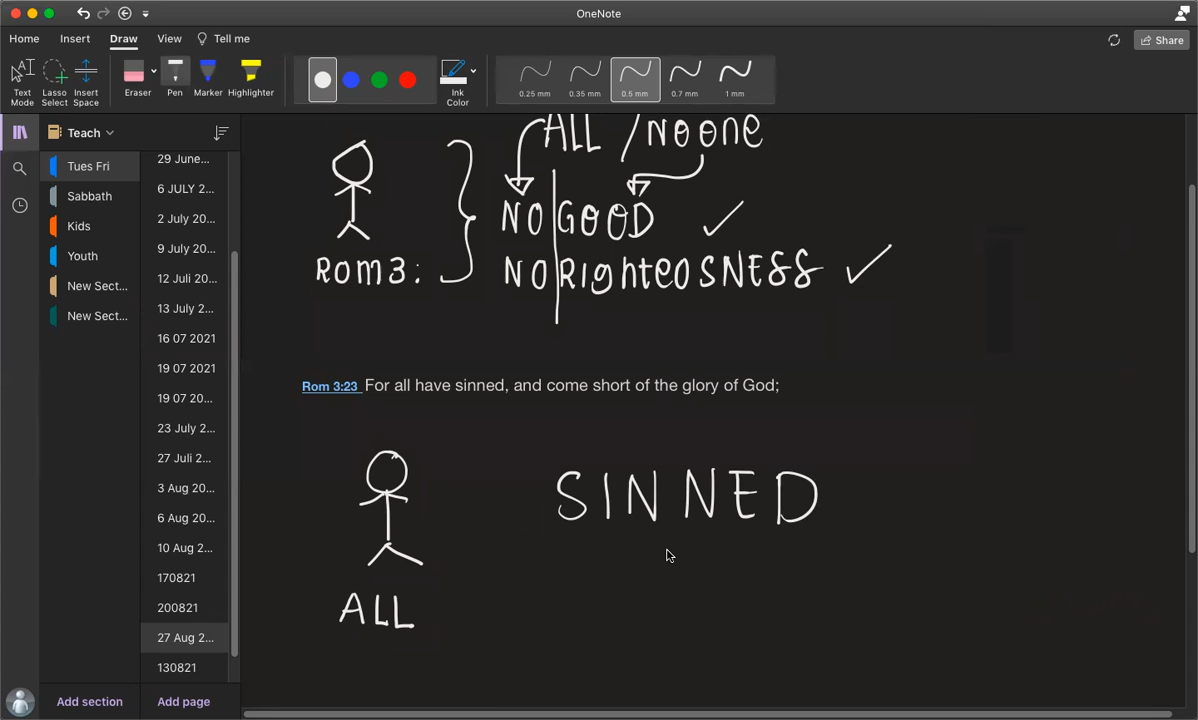 OneNote
Home Insert Draw View Tell me
Share
Text Mode
Lasso Select
Insert Space
Eraser
Pen
Marker
Highlighter
Ink Color
0.25 mm
0.35 mm
0.5 mm
0.7 mm
1 mm
Teach
Tues Fri
Sabbath
Kids
Youth
New Sect...
New Sect...
29 June...
6 JULY 2...
2 July 20...
9 July 20...
12 Juli 20...
13 July 2...
16 07 2021
19 07 2021
19 07 20...
23 July 2...
27 Juli 2...
3 Aug 20...
6 Aug 20...
10 Aug 2...
170821
200821
27 Aug 2...
130821
Add section
Add page
ALL / NO ONE
NO GOOD
Rom 3: NO RighteOSNESS
Rom 3:23 For all have sinned, and come short of the glory of God;
SINNED
ALL